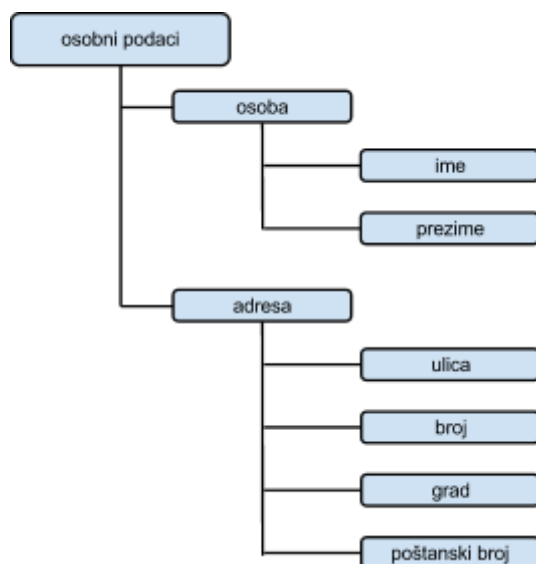 osobni podaci
osoba
ime
prezime
adresa
ulica
broj
grad
poštanski broj